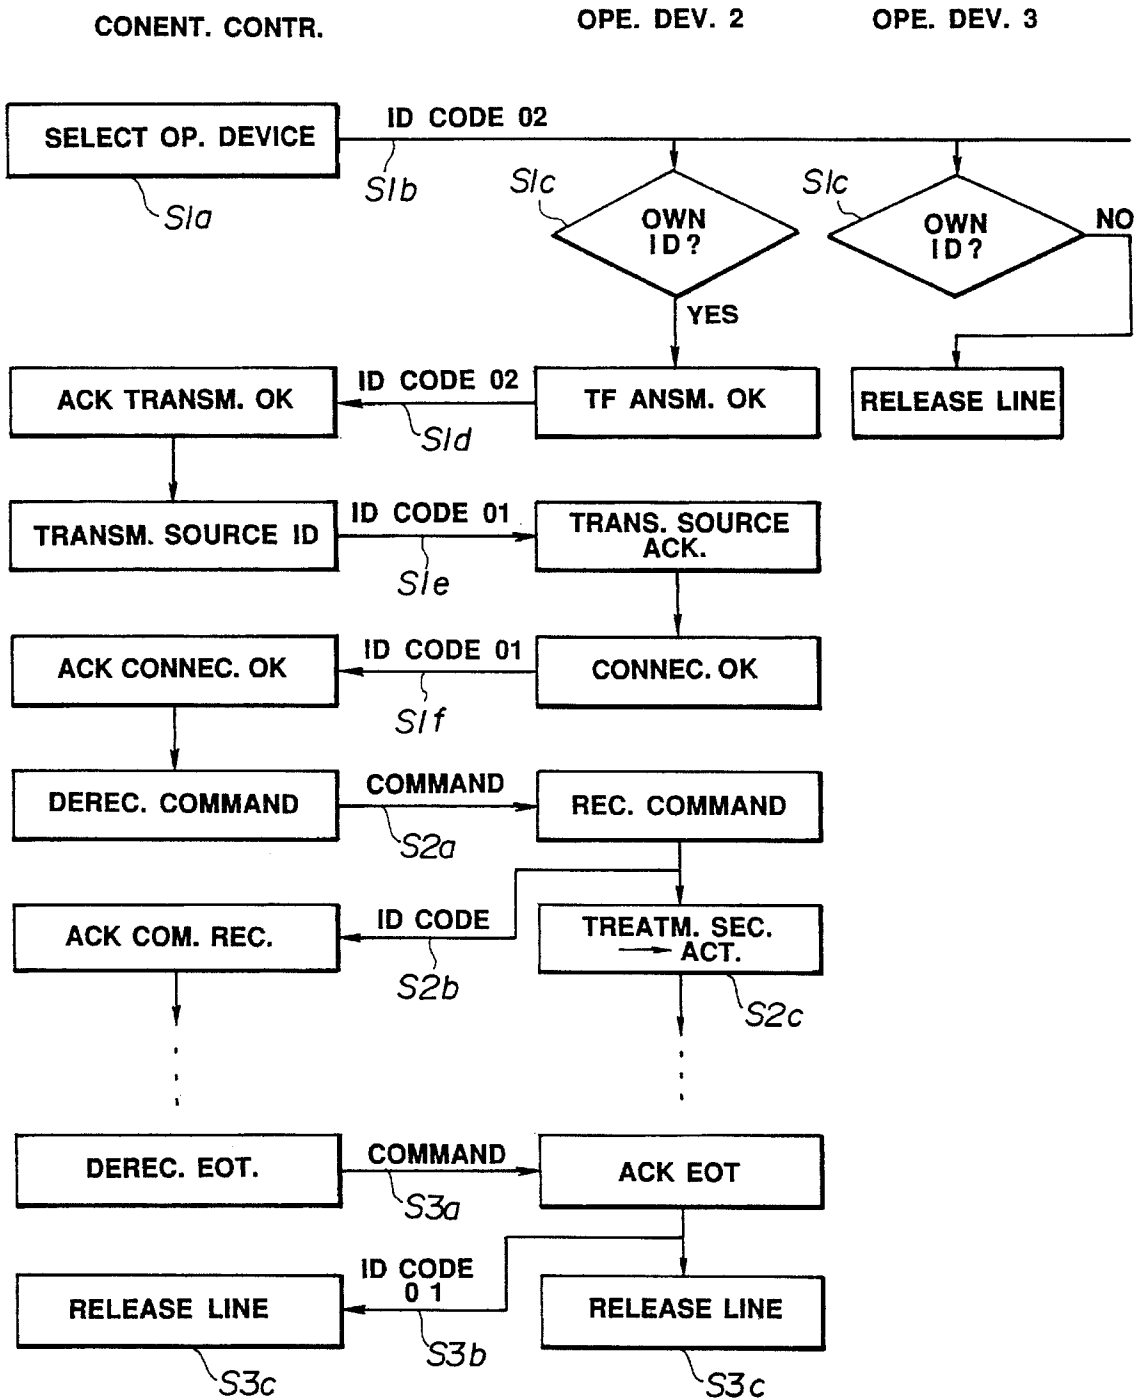 CONENT. CONTR.
OPE. DEV. 2
OPE. DEV. 3
SELECT OP. DEVICE
ID CODE 02
S1a
S1b
S1c
OWN
ID?
S1c
OWN
ID?
NO
YES
ACK TRANSM. OK
ID CODE 02
S1d
TF ANSM. OK
RELEASE LINE
TRANSM. SOURCE ID
ID CODE 01
S1e
TRANS. SOURCE
ACK.
ACK CONNEC. OK
ID CODE 01
S1f
CONNEC. OK
DEREC. COMMAND
COMMAND
S2a
REC. COMMAND
ACK COM. REC.
ID CODE
S2b
TREATM. SEC.
→ ACT.
S2c
DEREC. EOT.
COMMAND
S3a
ACK EOT
RELEASE LINE
ID CODE
01
S3b
RELEASE LINE
S3c
S3c